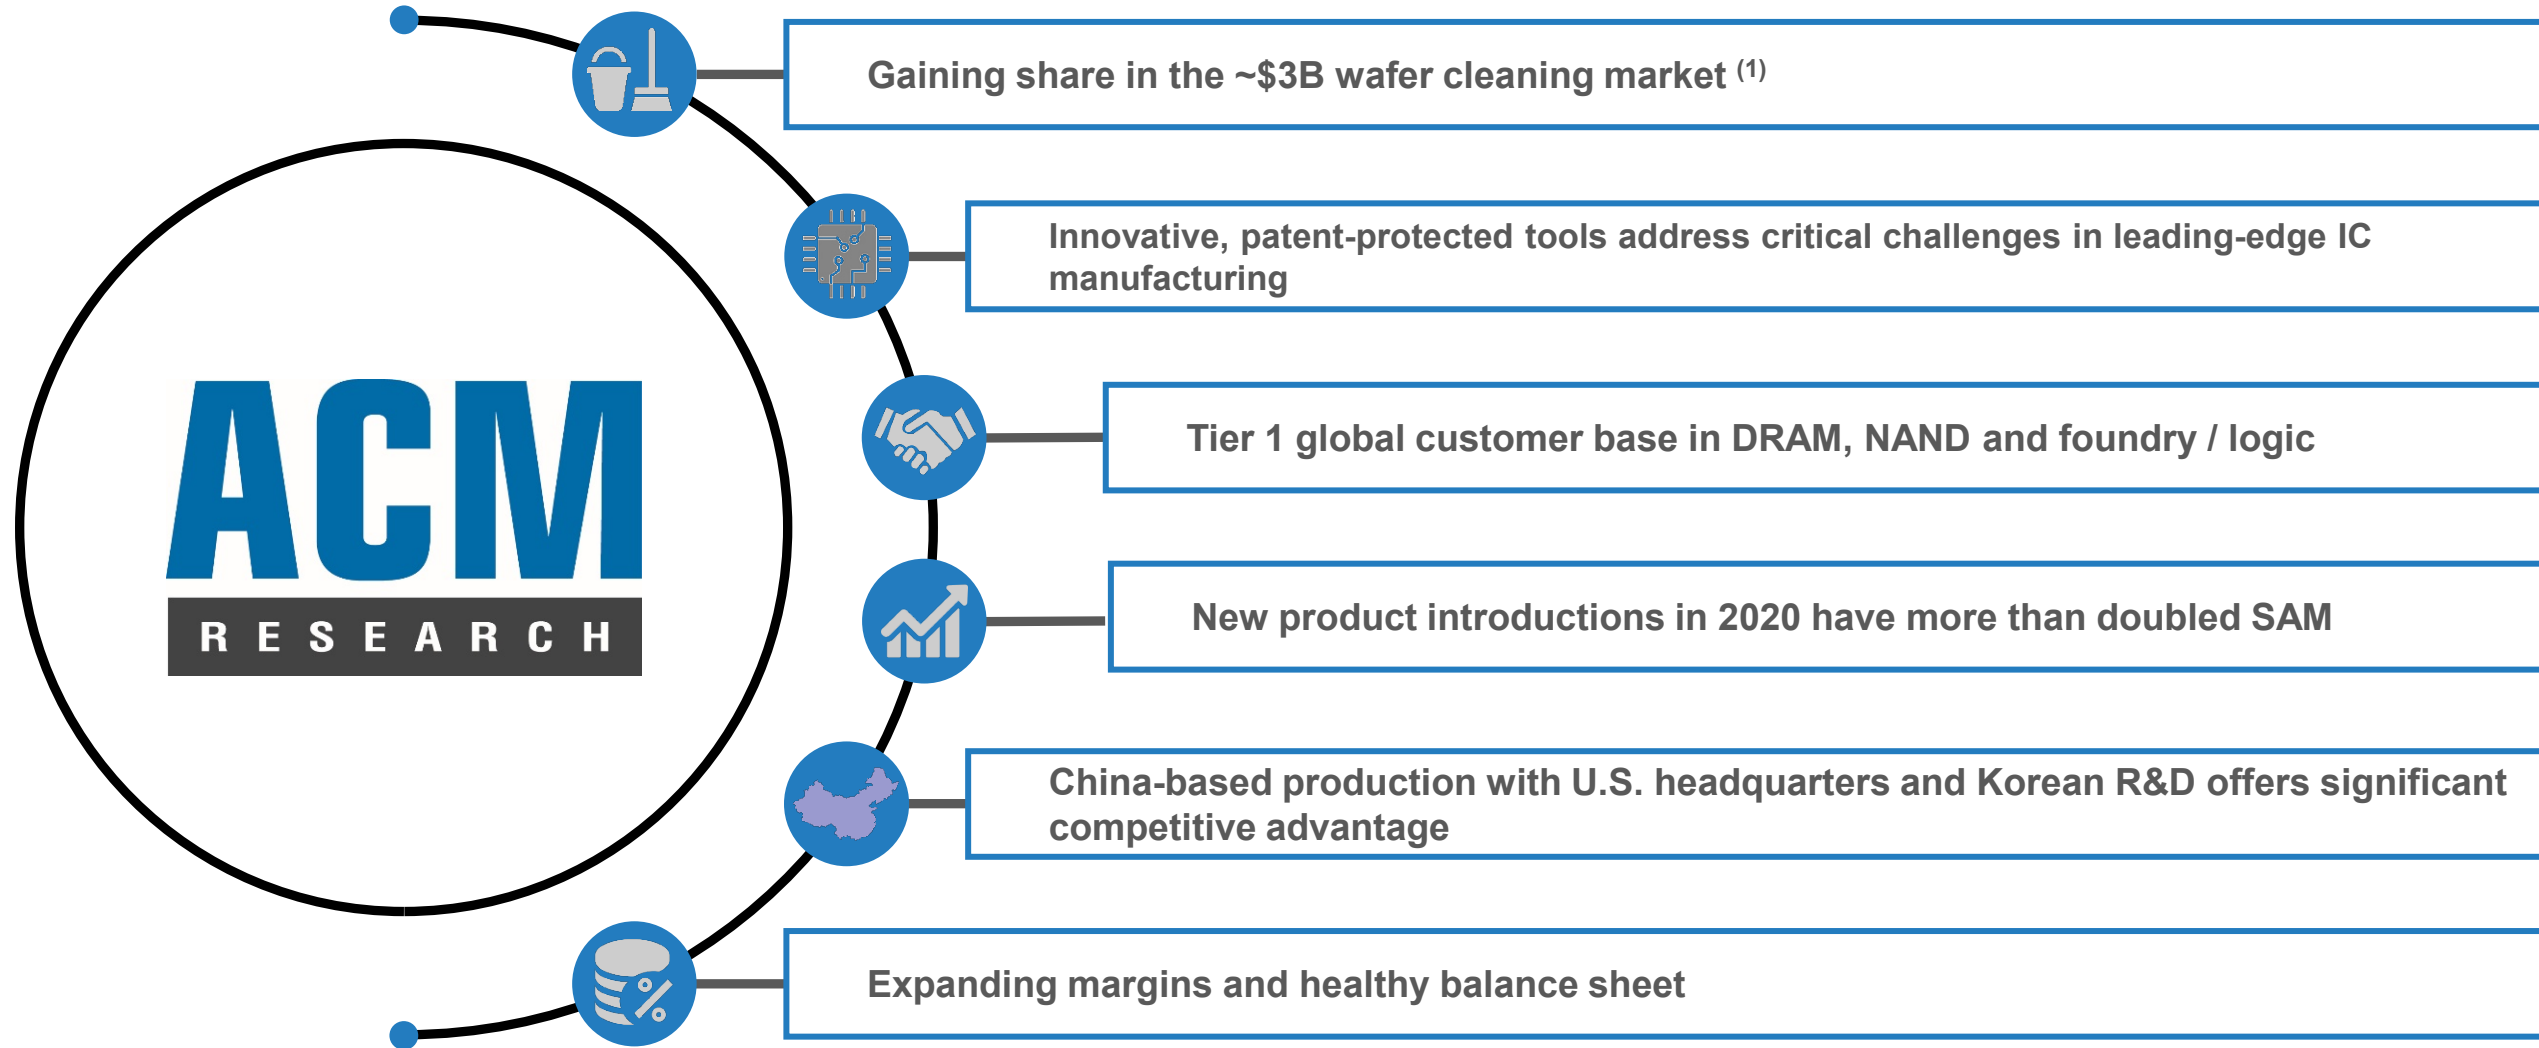 ACM
RESEARCH
Gaining share in the ~$3B wafer cleaning market (1)
Innovative, patent-protected tools address critical challenges in leading-edge IC
manufacturing
Tier 1 global customer base in DRAM, NAND and foundry / logic
New product introductions in 2020 have more than doubled SAM
China-based production with U.S. headquarters and Korean R&D offers significant
competitive advantage
Expanding margins and healthy balance sheet